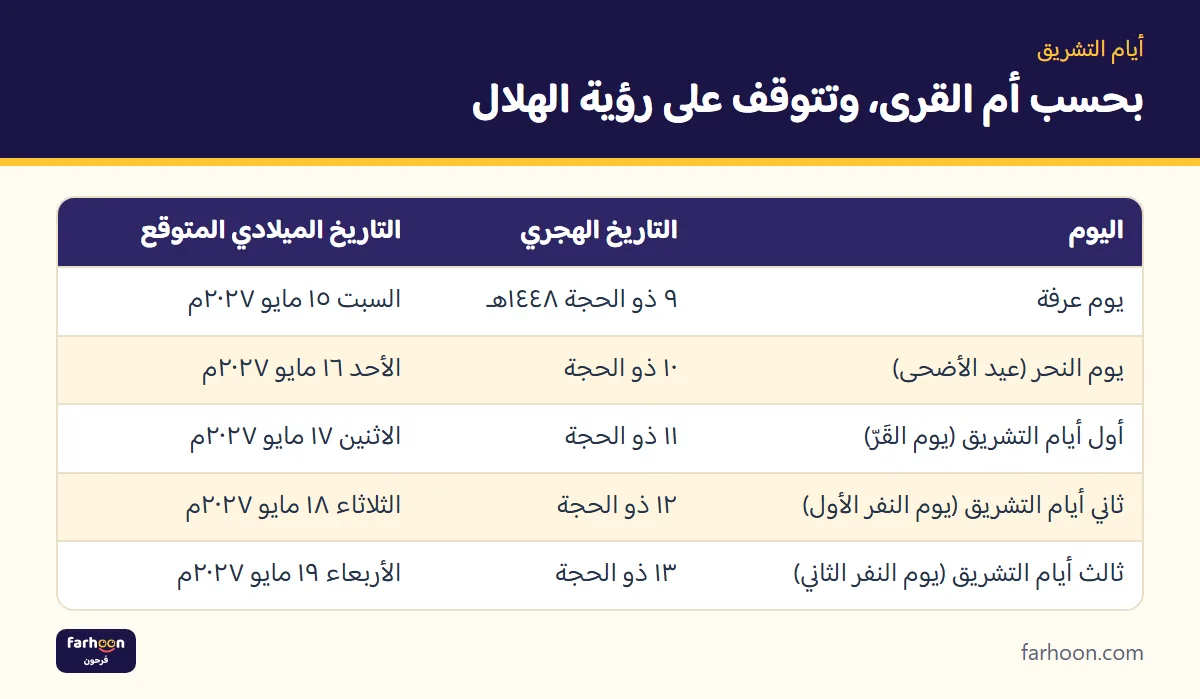 أيام التشريق
بحسب أم القرى، وتتوقف على رؤية الهلال
اليوم التاريخ الهجري التاريخ الميلادي المتوقع
يوم عرفة ٩ ذو الحجة ١٤٤٨هـ السبت ١٥ مايو ٢٠٢٧م
يوم النحر (عيد الأضحى) ١٠ ذو الحجة الأحد ١٦ مايو ٢٠٢٧م
أول أيام التشريق (يوم القَرّ) ١١ ذو الحجة الاثنين ١٧ مايو ٢٠٢٧م
ثاني أيام التشريق (يوم النفر الأول) ١٢ ذو الحجة الثلاثاء ١٨ مايو ٢٠٢٧م
ثالث أيام التشريق (يوم النفر الثاني) ١٣ ذو الحجة الأربعاء ١٩ مايو ٢٠٢٧م
farhoon.com
farhoon
فرحون